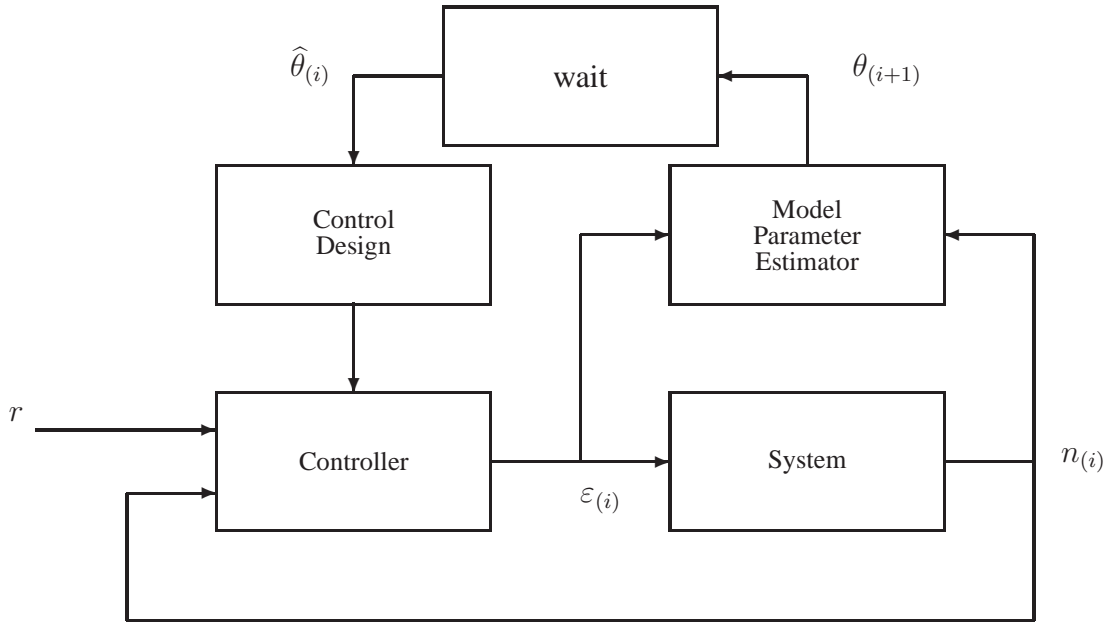 wait
θ̂(i)
θ(i+1)
Control
Design
Model
Parameter
Estimator
r
Controller
System
ε(i)
n(i)